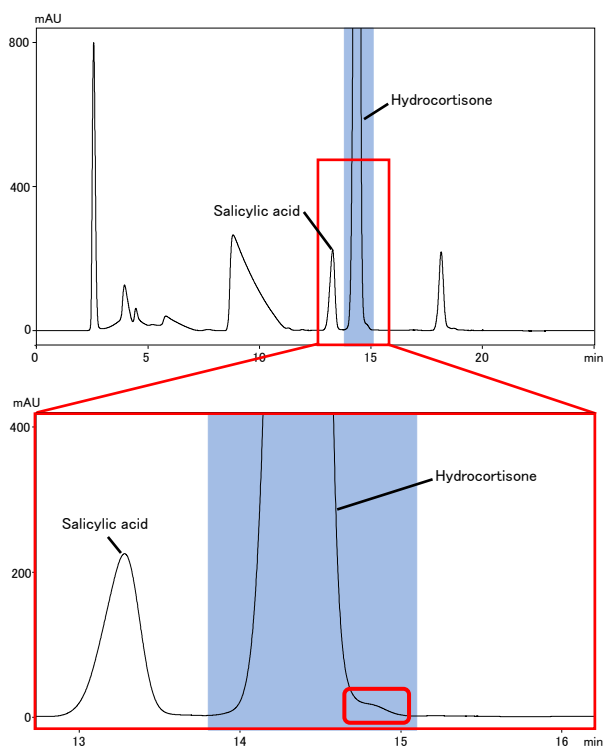 mAU
800
Hydrocortisone
400
Salicylic acid
0
0 5 10 15 20 min
mAU
400
Hydrocortisone
Salicylic acid
200
0
13 14 15 16 min